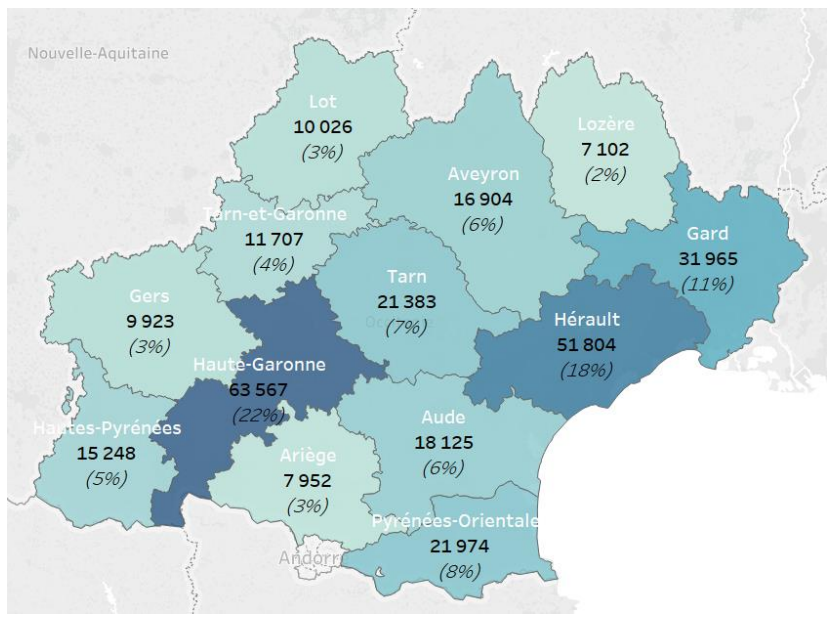 Nouvelle-Aquitaine
Lot
10 026
(3%)
Lozère
7 102
(2%)
Aveyron
16 904
(6%)
Tarn-et-Garonne
11 707
(4%)
Gard
31 965
(11%)
Tarn
21 383
(7%)
Gers
9 923
(3%)
Hérault
51 804
(18%)
Haute-Garonne
63 567
(22%)
Hautes-Pyrénées
15 248
(5%)
Aude
18 125
(6%)
Ariège
7 952
(3%)
Pyrénées-Orientale
21 974
(8%)
Andorr